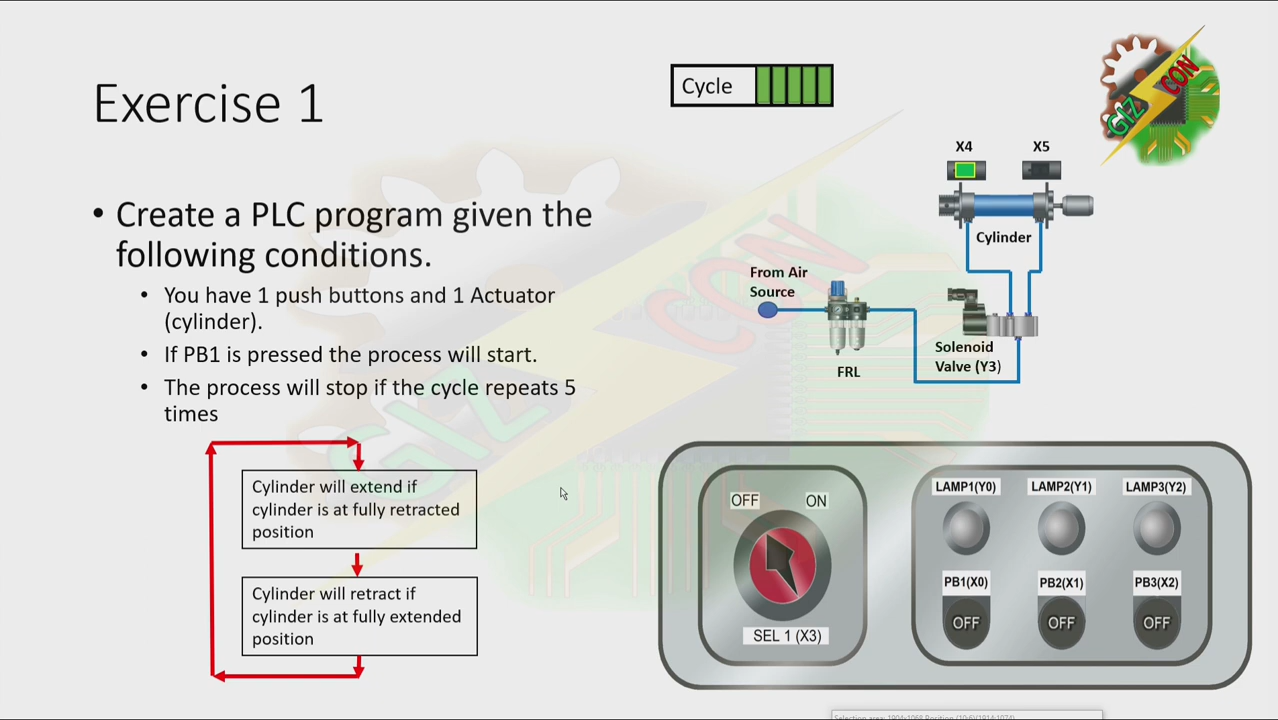 Exercise 1
Cycle
GIZ
CON
• Create a PLC program given the
following conditions.
• You have 1 push buttons and 1 Actuator
(cylinder).
• If PB1 is pressed the process will start.
• The process will stop if the cycle repeats 5
times
Cylinder will extend if
cylinder is at fully retracted
position
Cylinder will retract if
cylinder is at fully extended
position
X4
X5
Cylinder
From Air
Source
FRL
Solenoid
Valve (Y3)
OFF
ON
SEL 1 (X3)
LAMP1(Y0)
LAMP2(Y1)
LAMP3(Y2)
PB1(X0)
PB2(X1)
PB3(X2)
OFF
OFF
OFF
GIZ
CON